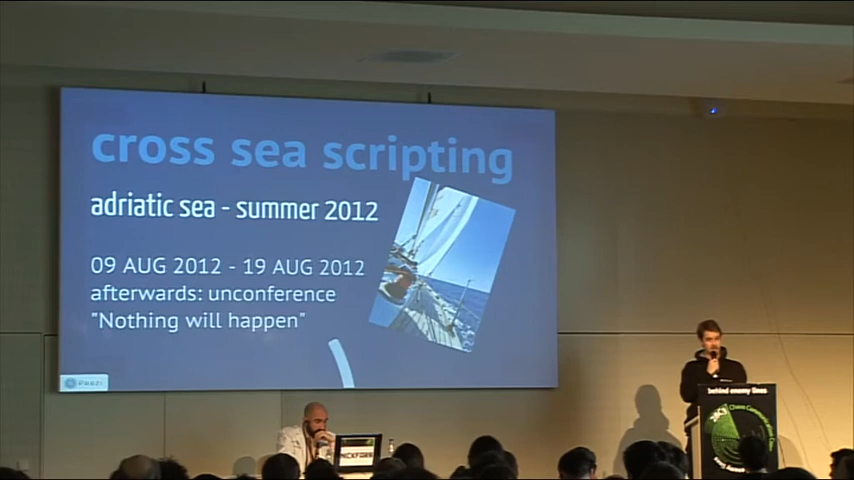 cross sea scripting
adriatic sea - summer 2012
09 AUG 2012 - 19 AUG 2012
afterwards: unconference
"Nothing will happen"
behind enemy lines